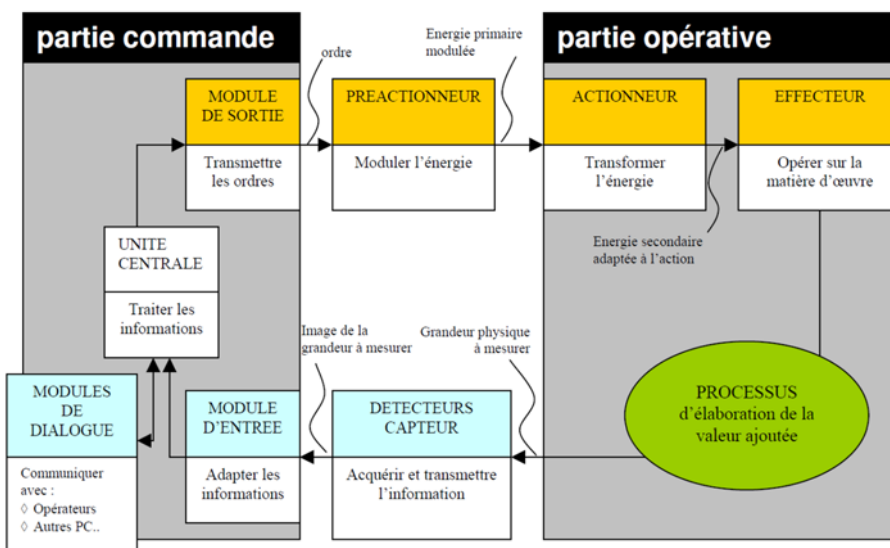 partie commande
partie opérative
ordre
Energie primaire
modulée
MODULE
DE SORTIE
Transmettre
les ordres
PREACTIONNEUR
Moduler l'énergie
ACTIONNEUR
Transformer
l'énergie
EFFECTEUR
Opérer sur la
matière d'œuvre
Energie secondaire
adaptée à l'action
UNITE
CENTRALE
Traiter les
informations
Image de la
grandeur à mesurer
Grandeur physique
à mesurer
MODULES
DE
DIALOGUE
Communiquer
avec :
◊ Opérateurs
◊ Autres PC..
MODULE
D'ENTREE
Adapter les
informations
DETECTEURS
CAPTEUR
Acquérir et transmettre
l'information
PROCESSUS
d'élaboration de la
valeur ajoutée